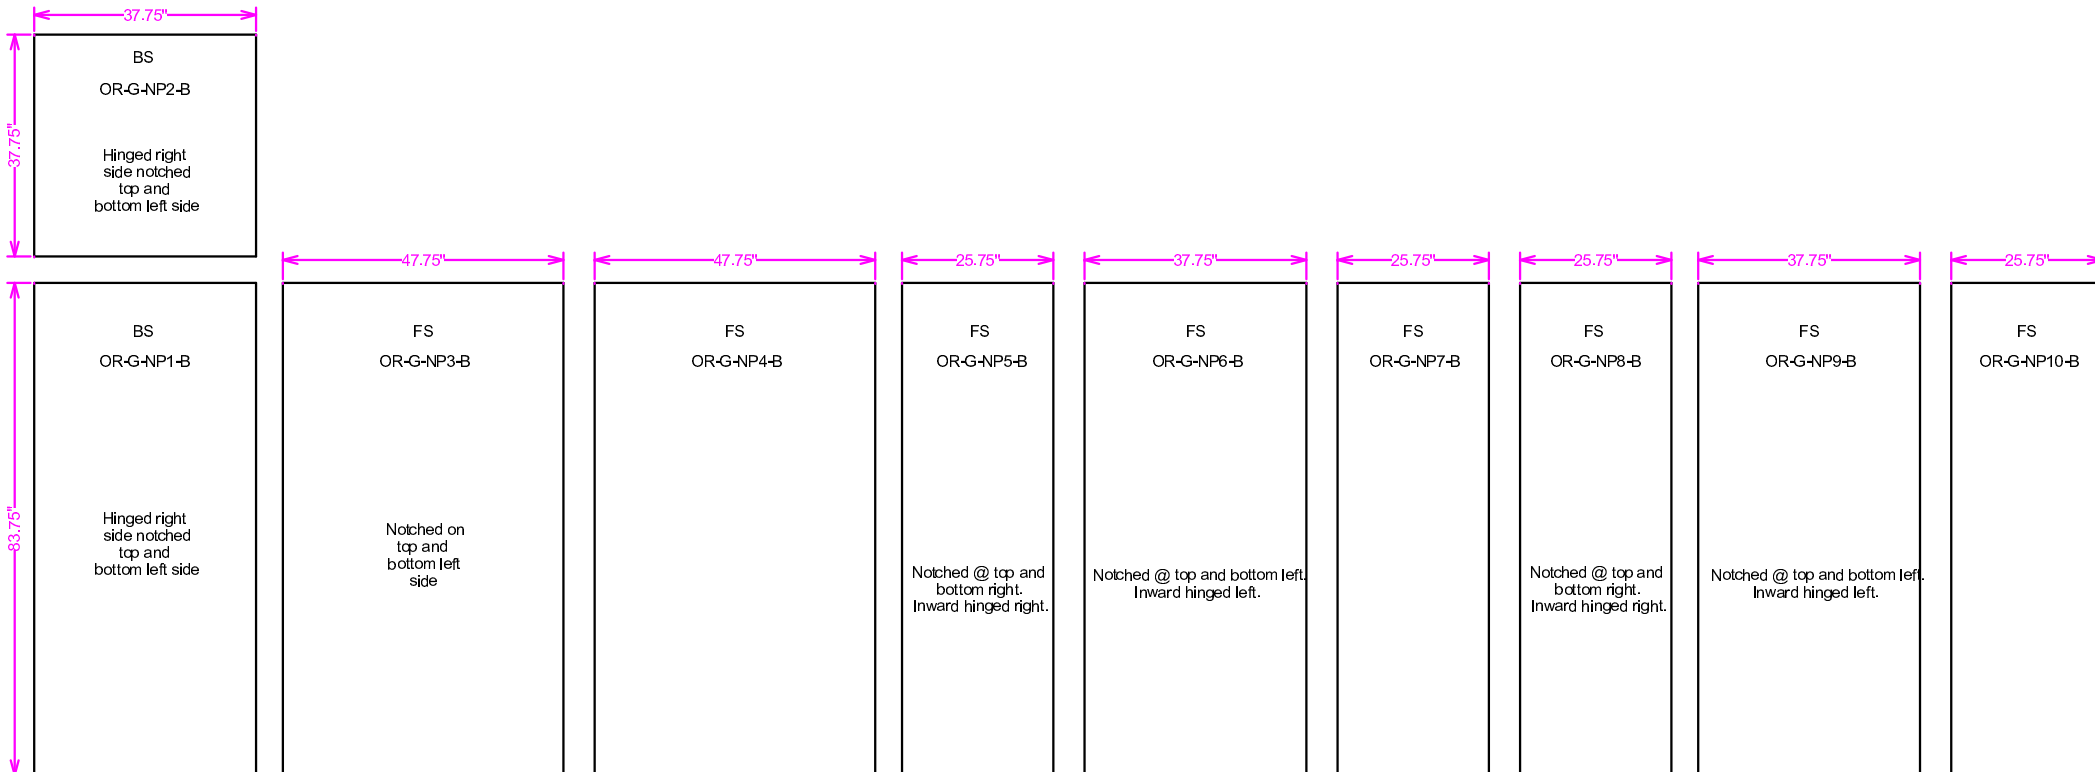 37.75"
37.75"
BS
OR-G-NP2-B
Hinged right
side notched
top and
bottom left side
47.75"
47.75"
25.75"
37.75"
25.75"
25.75"
37.75"
25.75"
83.75"
BS
OR-G-NP1-B
Hinged right
side notched
top and
bottom left side
FS
OR-G-NP3-B
Notched on
top and
bottom left
side
FS
OR-G-NP4-B
FS
OR-G-NP5-B
Notched @ top and
bottom right.
Inward hinged right.
FS
OR-G-NP6-B
Notched @ top and bottom left.
Inward hinged left.
FS
OR-G-NP7-B
FS
OR-G-NP8-B
Notched @ top and
bottom right.
Inward hinged right.
FS
OR-G-NP9-B
Notched @ top and bottom left.
Inward hinged left.
FS
OR-G-NP10-B